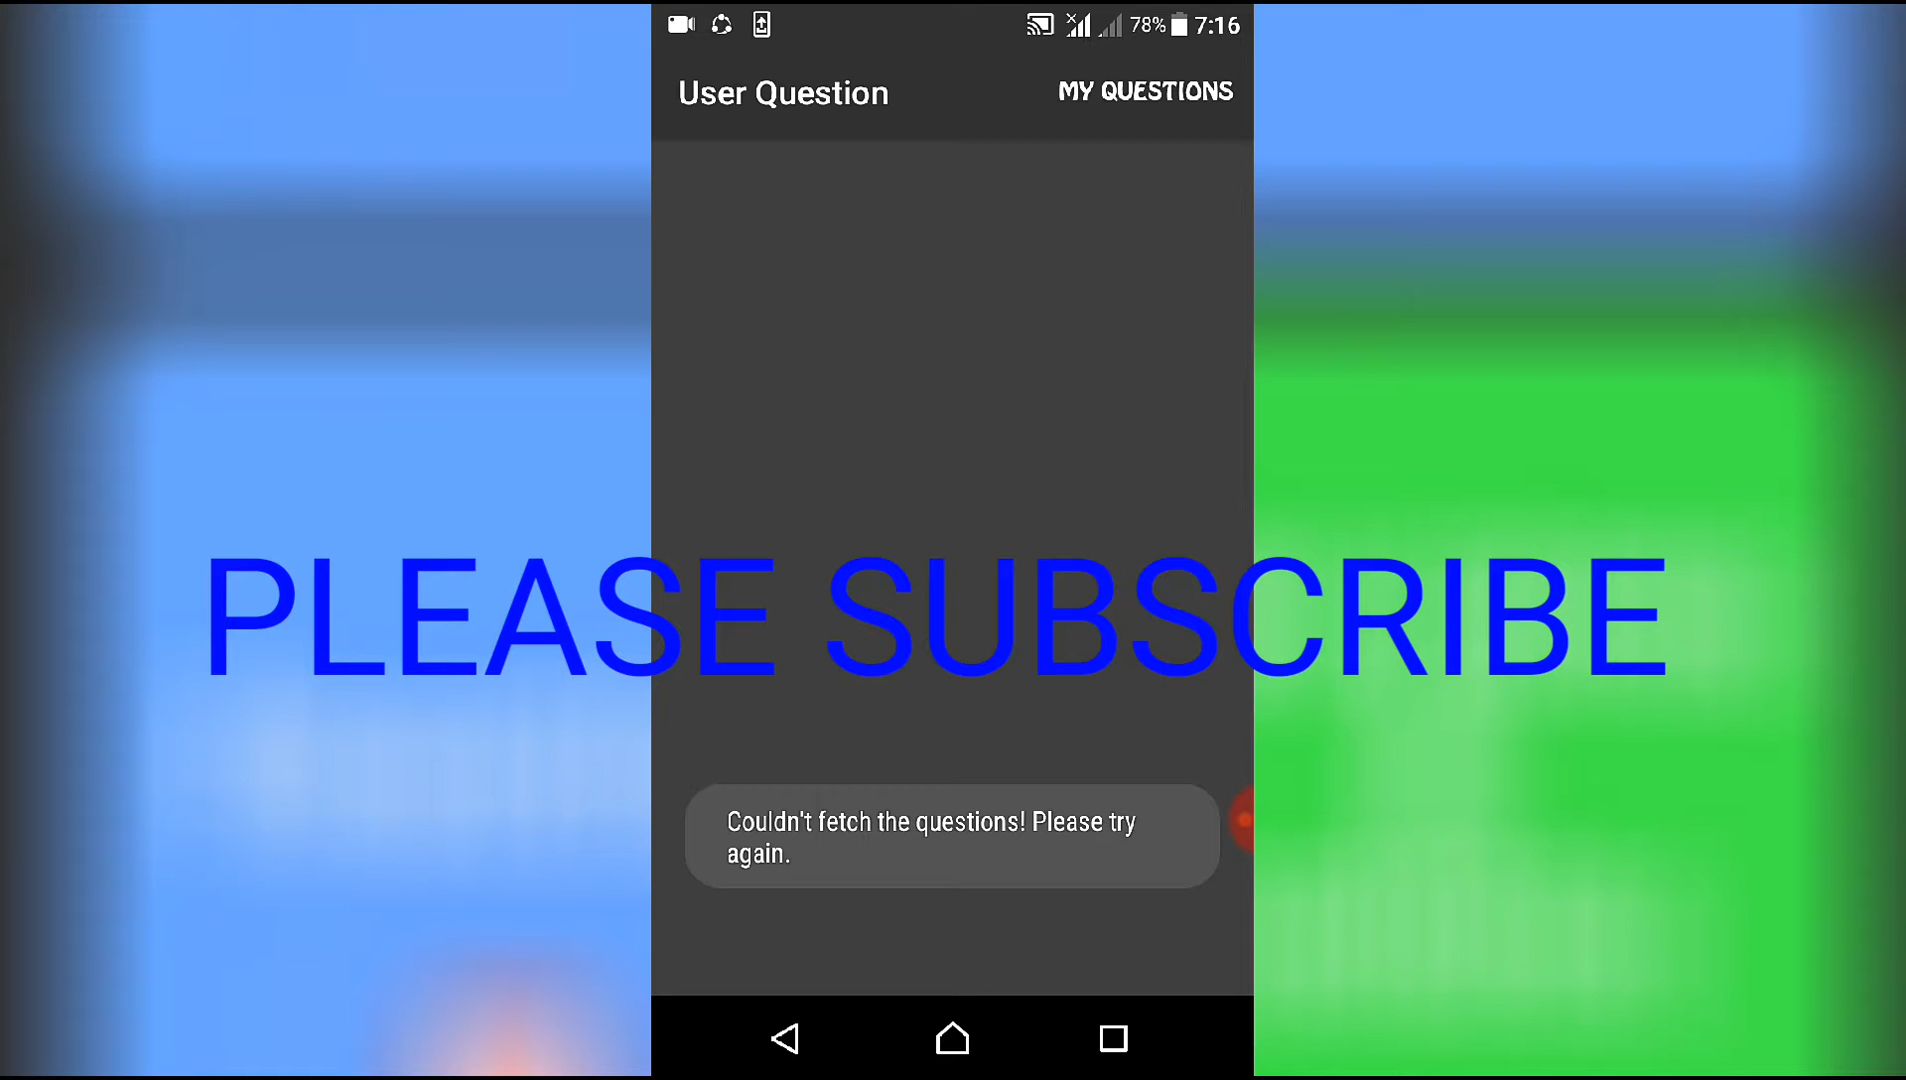 78% 7:16
User Question MY QUESTIONS
PLEASE SUBSCRIBE
Couldn't fetch the questions! Please try
again.